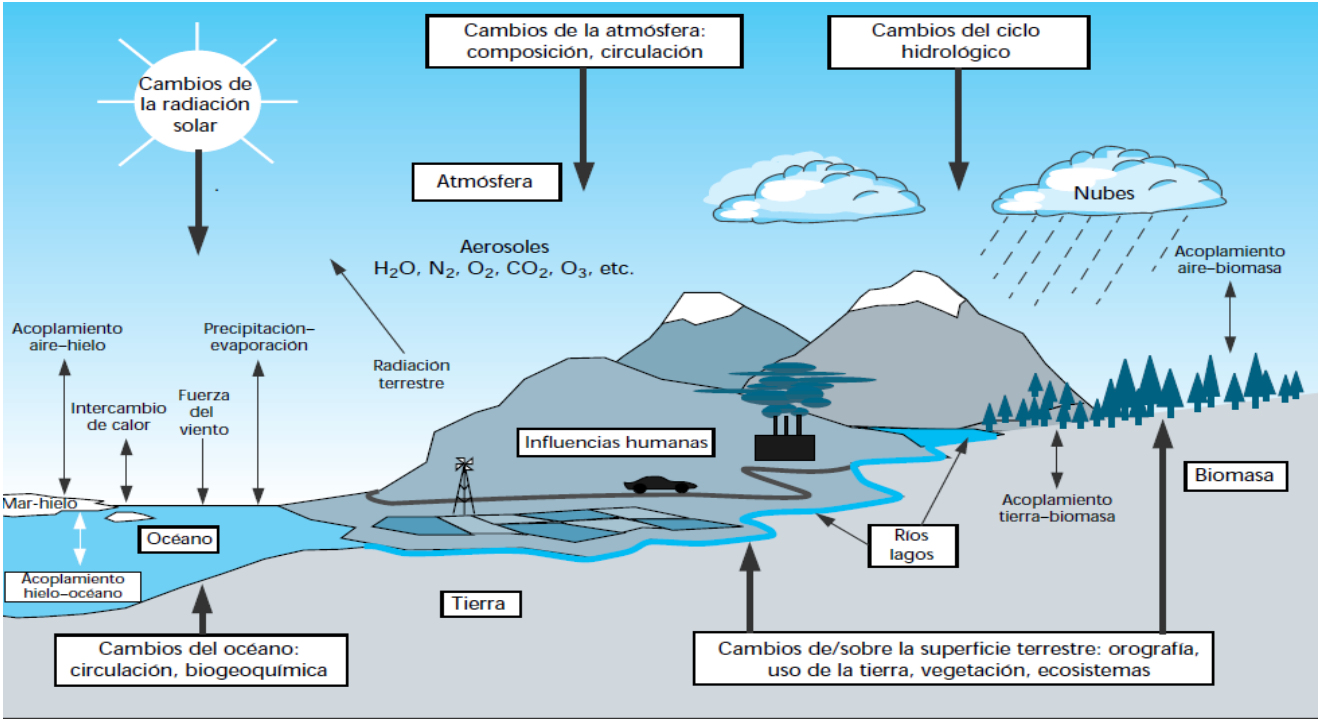 Cambios de la atmósfera:
composición, circulación
Cambios del ciclo
hidrológico
Cambios de
la radiación
solar
Atmósfera
Nubes
Aerosoles
H₂O, N₂, O₂, CO₂, O₃, etc.
Acoplamiento
aire–biomasa
Acoplamiento
aire–hielo
Precipitación–
evaporación
Radiación
terrestre
Intercambio
de calor
Fuerza
del
viento
Influencias humanas
Biomasa
Mar-hielo
Acoplamiento
tierra–biomasa
Océano
Ríos
lagos
Acoplamiento
hielo–océano
Tierra
Cambios del océano:
circulación, biogeoquímica
Cambios de/sobre la superficie terrestre: orografía,
uso de la tierra, vegetación, ecosistemas